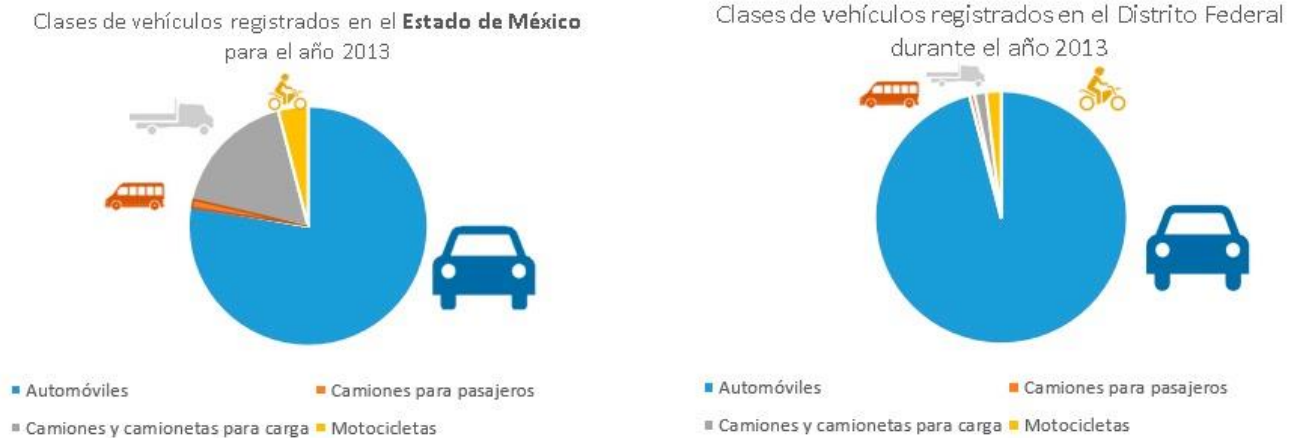 Clases de vehículos registrados en el Estado de México
para el año 2013
Automóviles
Camiones para pasajeros
Camiones y camionetas para carga
Motocicletas
Clases de vehículos registrados en el Distrito Federal
durante el año 2013
Automóviles
Camiones para pasajeros
Camiones y camionetas para carga
Motocicletas